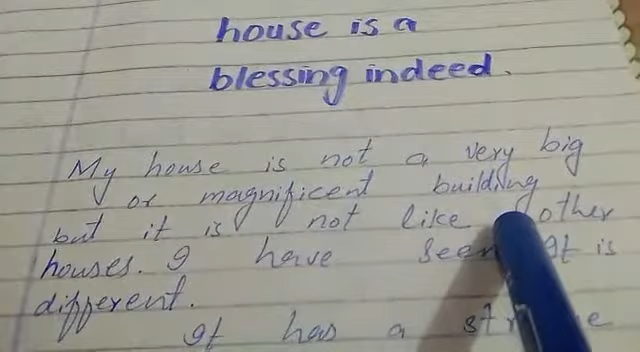 house is a
blessing indeed.
My house is not a very big
or magnificent building
but it is not like other
houses. I have seen It is
different.
It has a